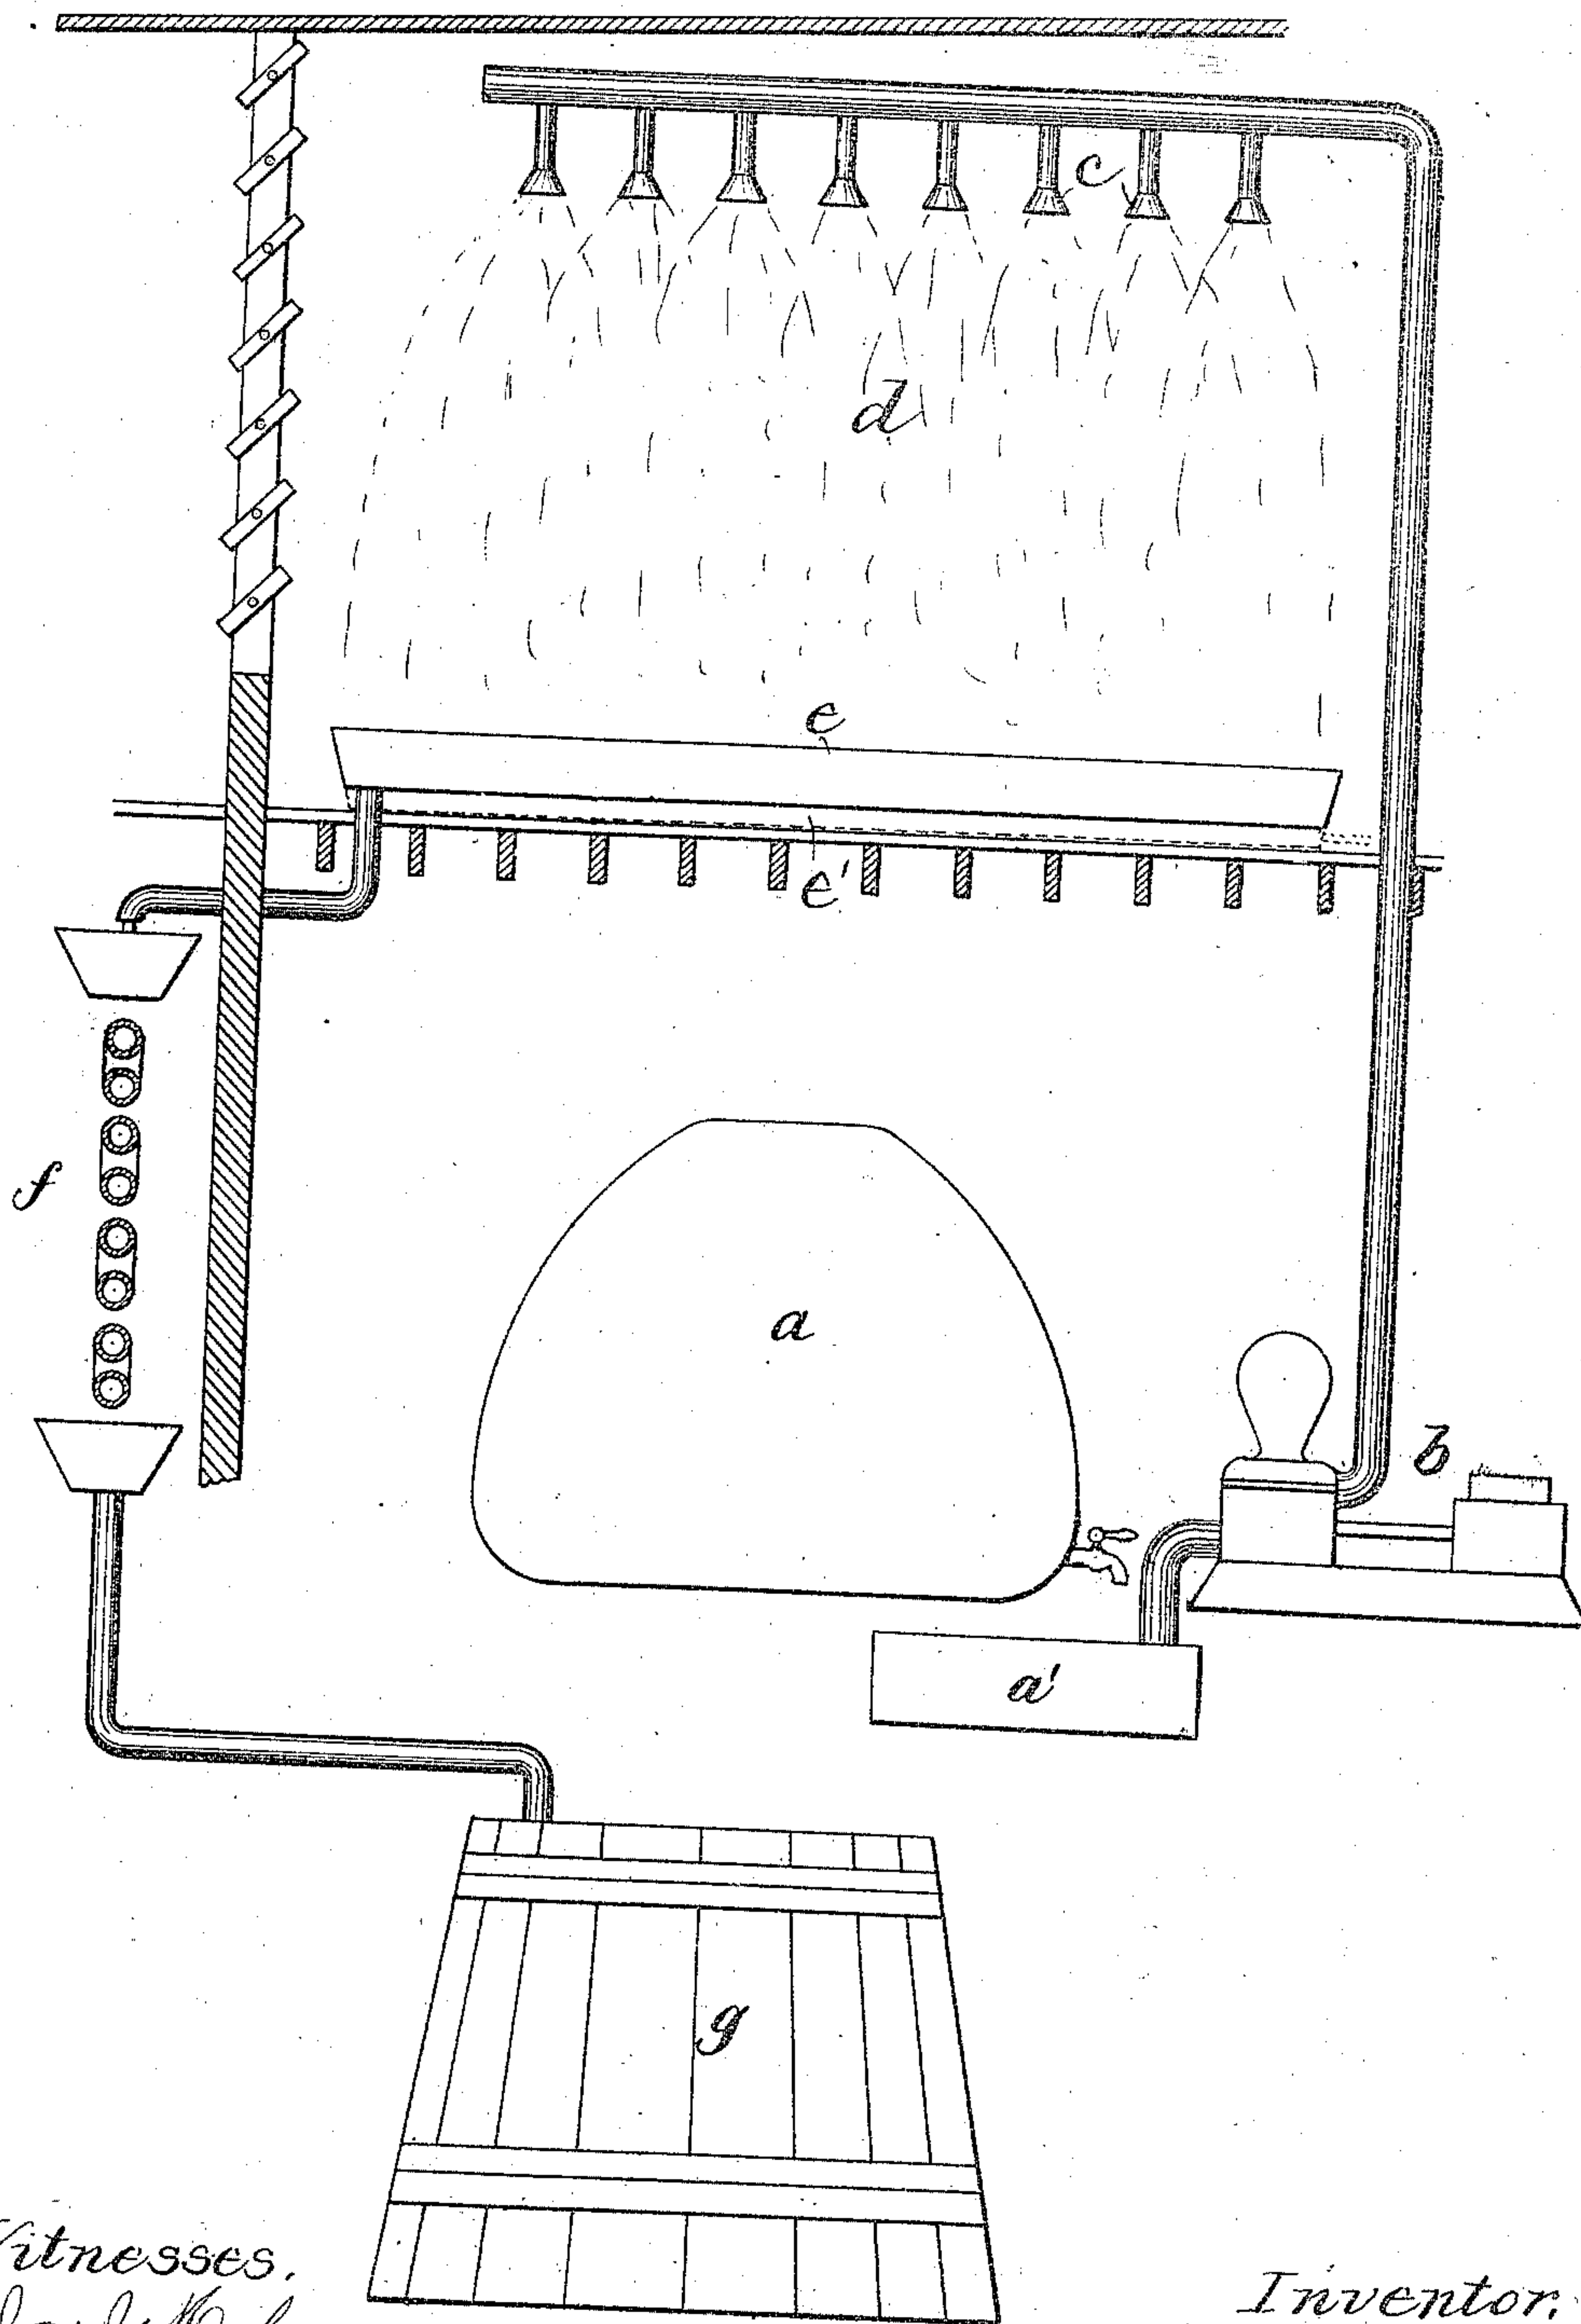 c
d
e
e'
f
a
b
a'
g
Witnesses.
Inventor.